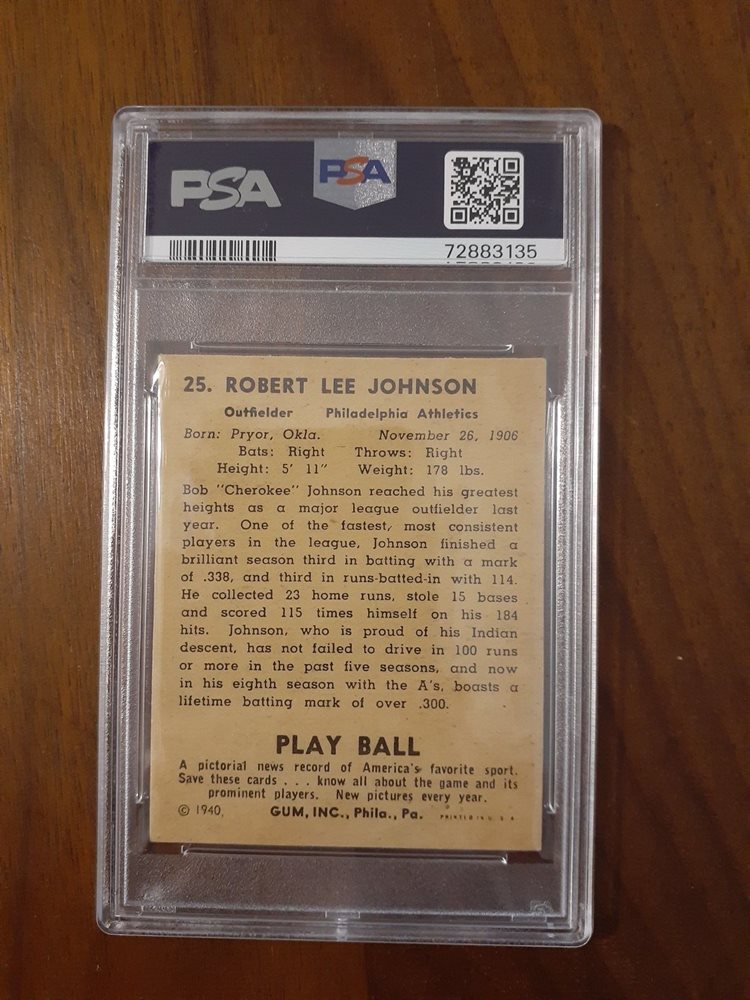 PSA PSA
72883135
25. ROBERT LEE JOHNSON
Outfielder Philadelphia Athletics
Born: Pryor, Okla. November 26, 1906
Bats: Right Throws: Right
Height: 5' 11" Weight: 178 lbs.
Bob "Cherokee" Johnson reached his greatest
heights as a major league outfielder last
year. One of the fastest, most consistent
players in the league, Johnson finished a
brilliant season third in batting with a mark
of .338, and third in runs-batted-in with 114.
He collected 23 home runs, stole 15 bases
and scored 115 times himself on his 184
hits. Johnson, who is proud of his Indian
descent, has not failed to drive in 100 runs
or more in the past five seasons, and now
in his eighth season with the A's, boasts a
lifetime batting mark of over .300.
PLAY BALL
A pictorial news record of America's favorite sport.
Save these cards . . . know all about the game and its
prominent players. New pictures every year.
© 1940, GUM, INC., Phila., Pa. PRINTED IN U. S. A.